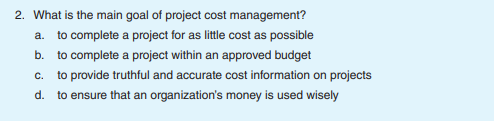 2. What is the main goal of project cost management?
a. to complete a project for as little cost as possible
b. to complete a project within an approved budget
c. to provide truthful and accurate cost information on projects
d. to ensure that an organization's money is used wisely